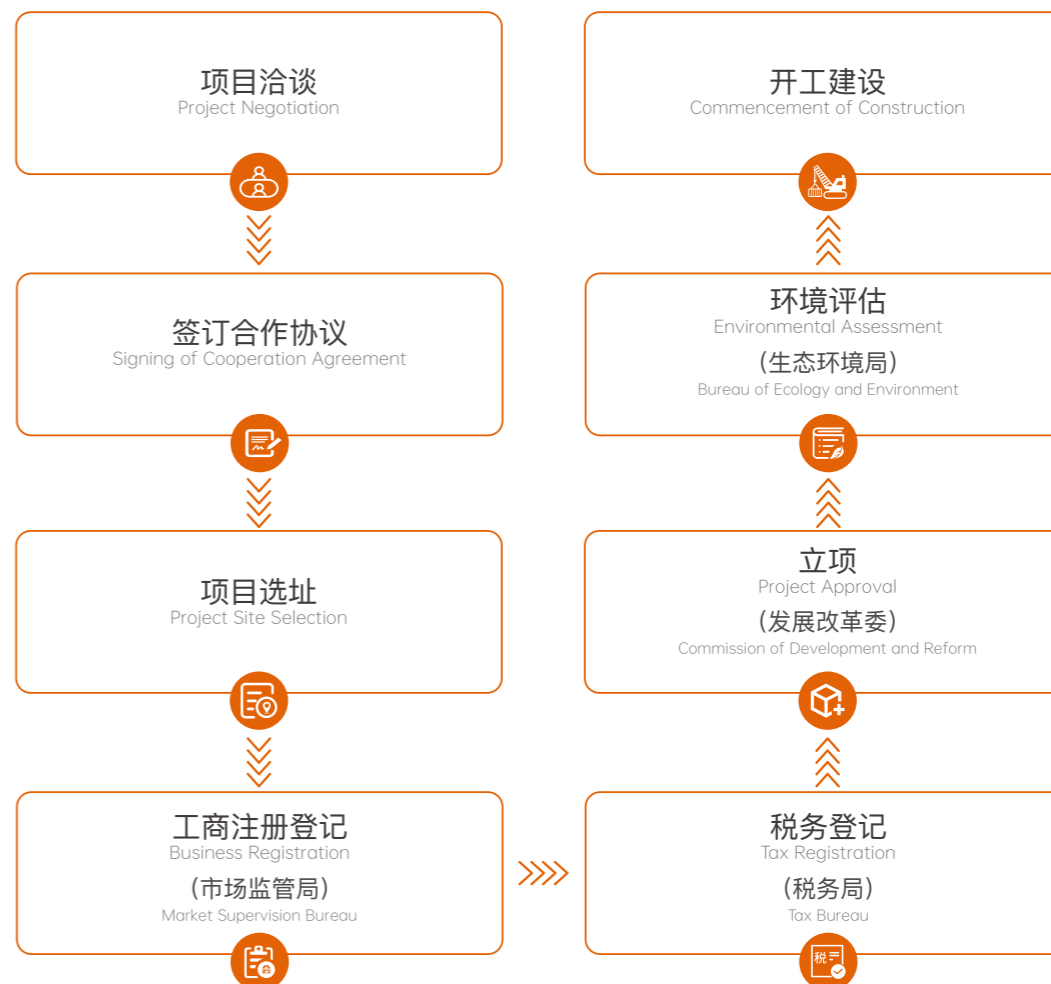 项目洽谈
Project Negotiation
签订合作协议
Signing of Cooperation Agreement
项目选址
Project Site Selection
工商注册登记
Business Registration
（市场监管局）
Market Supervision Bureau
税务登记
Tax Registration
（税务局）
Tax Bureau
税
立项
Project Approval
（发展改革委）
Commission of Development and Reform
环境评估
Environmental Assessment
（生态环境局）
Bureau of Ecology and Environment
开工建设
Commencement of Construction